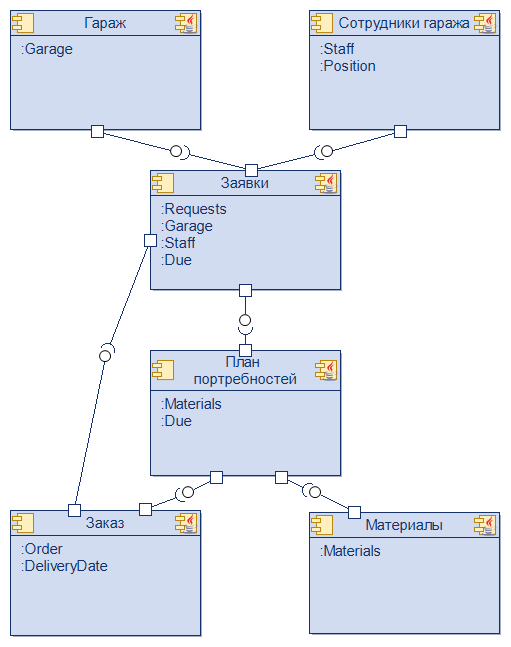 Гараж
:Garage
Сотрудники гаража
:Staff
:Position
Заявки
:Requests
:Garage
:Staff
:Due
План
портребностей
:Materials
:Due
Заказ
:Order
:DeliveryDate
Материалы
:Materials